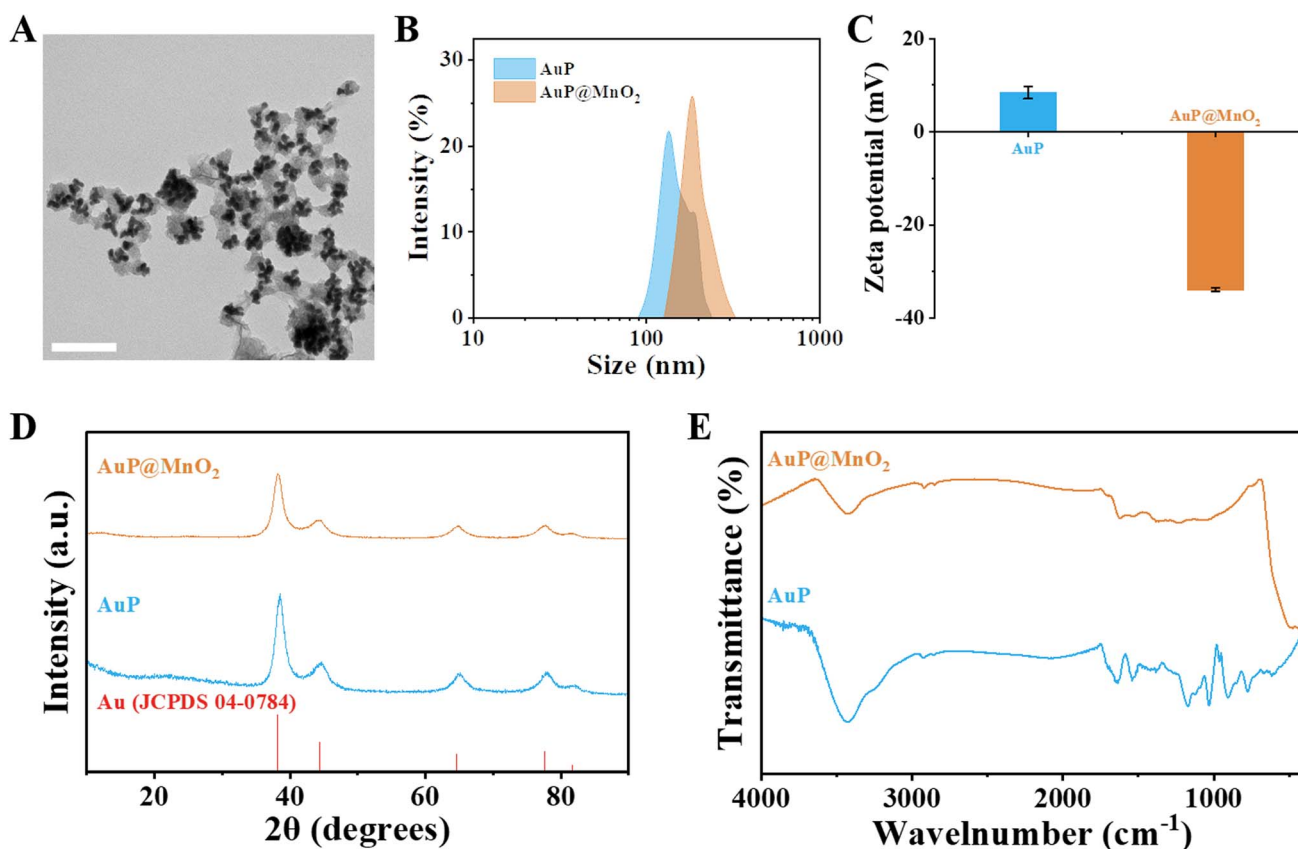 A
B
30
20
10
0
Intensity (%)
AuP
AuP@MnO₂
10
100
1000
Size (nm)
C
20
0
-20
-40
Zeta potential (mV)
AuP@MnO₂
AuP
D
AuP@MnO₂
AuP
Au (JCPDS 04-0784)
Intensity (a.u.)
20
40
60
80
2θ (degrees)
E
AuP@MnO₂
AuP
Transmittance (%)
4000
3000
2000
1000
Wavelnumber (cm⁻¹)